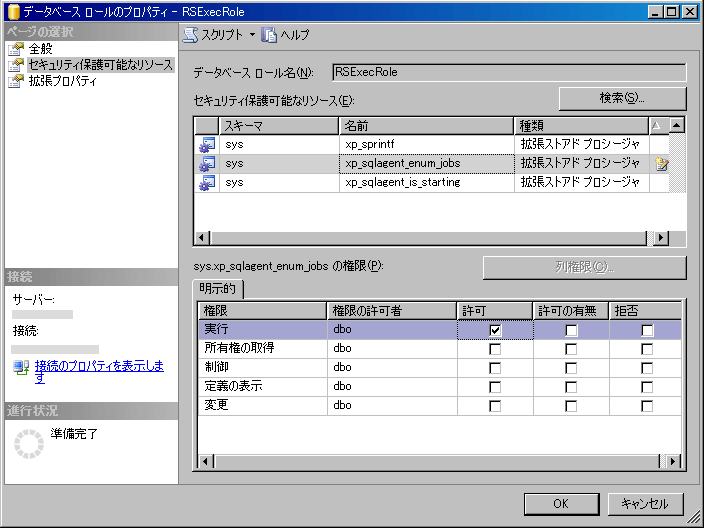 データベース ロールのプロパティ - RSExecRole
ページの選択
全般
セキュリティ保護可能なリソース
拡張プロパティ
スクリプト ヘルプ
データベース ロール名(N): RSExecRole
セキュリティ保護可能なリソース(E): 検索(S)...
スキーマ 名前 種類
sys xp_sprintf 拡張ストアド プロシージャ
sys xp_sqlagent_enum_jobs 拡張ストアド プロシージャ
sys xp_sqlagent_is_starting 拡張ストアド プロシージャ
sys.xp_sqlagent_enum_jobs の権限(P): 列権限(C)...
明示的
権限 権限の許可者 許可 許可の有無 拒否
実行 dbo
所有権の取得 dbo
制御 dbo
定義の表示 dbo
変更 dbo
接続
サーバー:
接続:
接続のプロパティを表示しま
す
進行状況
準備完了
OK キャンセル